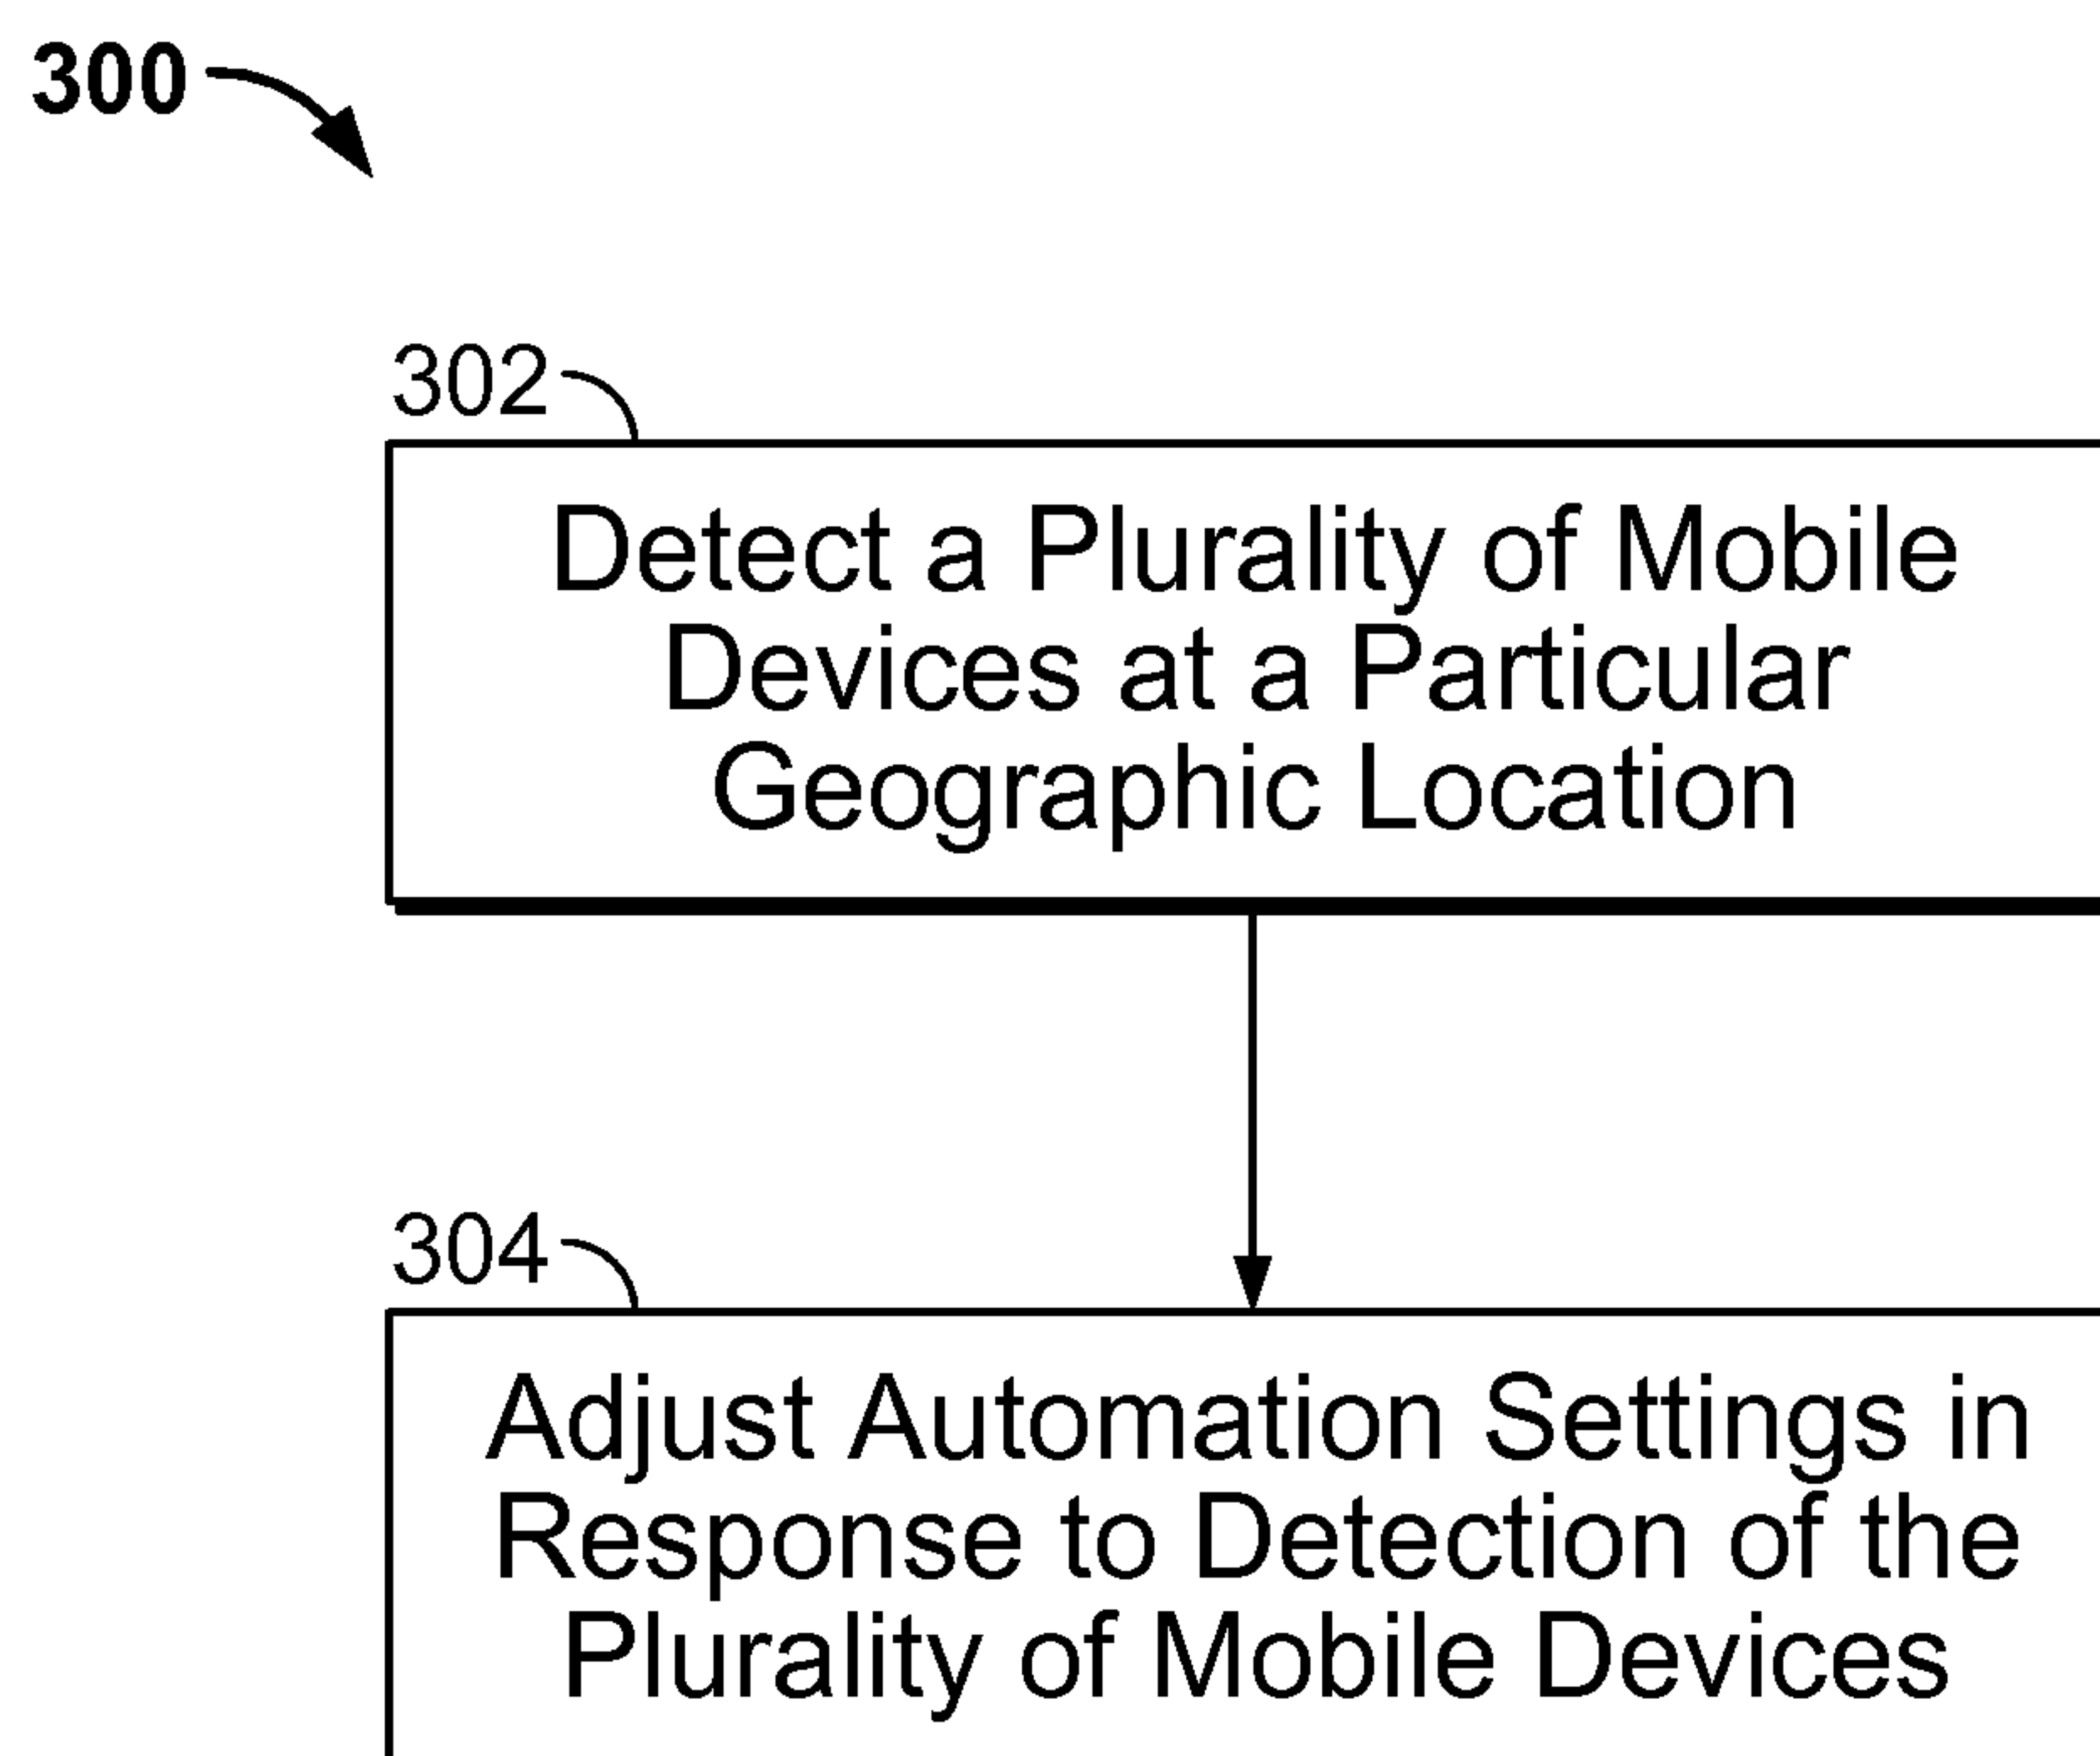 300
302
Detect a Plurality of Mobile
Devices at a Particular
Geographic Location
304
Adjust Automation Settings in
Response to Detection of the
Plurality of Mobile Devices